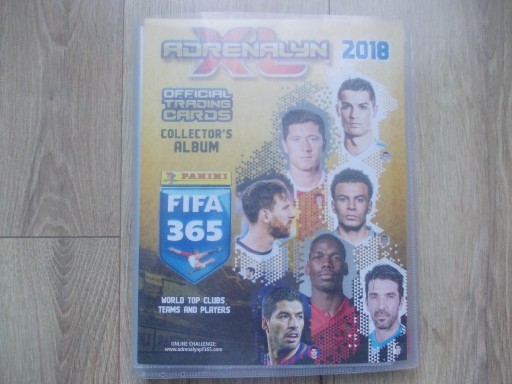 ADRENALYN 2018
XL
OFFICIAL
TRADING
CARDS
COLLECTOR'S
ALBUM
PANINI
FIFA
365
WORLD TOP CLUBS
TEAMS AND PLAYERS
ONLINE CHALLENGE:
www.adrenalynxlf365.com